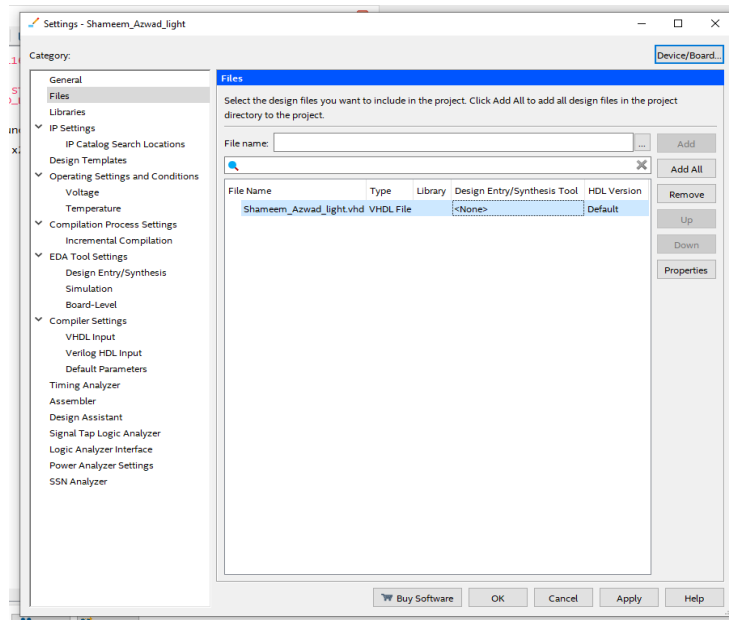 Settings - Shameem_Azwad_light
Category:
Device/Board...
General
Files
Libraries
IP Settings
IP Catalog Search Locations
Design Templates
Operating Settings and Conditions
Voltage
Temperature
Compilation Process Settings
Incremental Compilation
EDA Tool Settings
Design Entry/Synthesis
Simulation
Board-Level
Compiler Settings
VHDL Input
Verilog HDL Input
Default Parameters
Timing Analyzer
Assembler
Design Assistant
Signal Tap Logic Analyzer
Logic Analyzer Interface
Power Analyzer Settings
SSN Analyzer
Files
Select the design files you want to include in the project. Click Add All to add all design files in the project
directory to the project.
File name: ... Add
Add All
File Name Type Library Design Entry/Synthesis Tool HDL Version Remove
Shameem_Azwad_light.vhd VHDL File <None> Default
Up
Down
Properties
Buy Software OK Cancel Apply Help